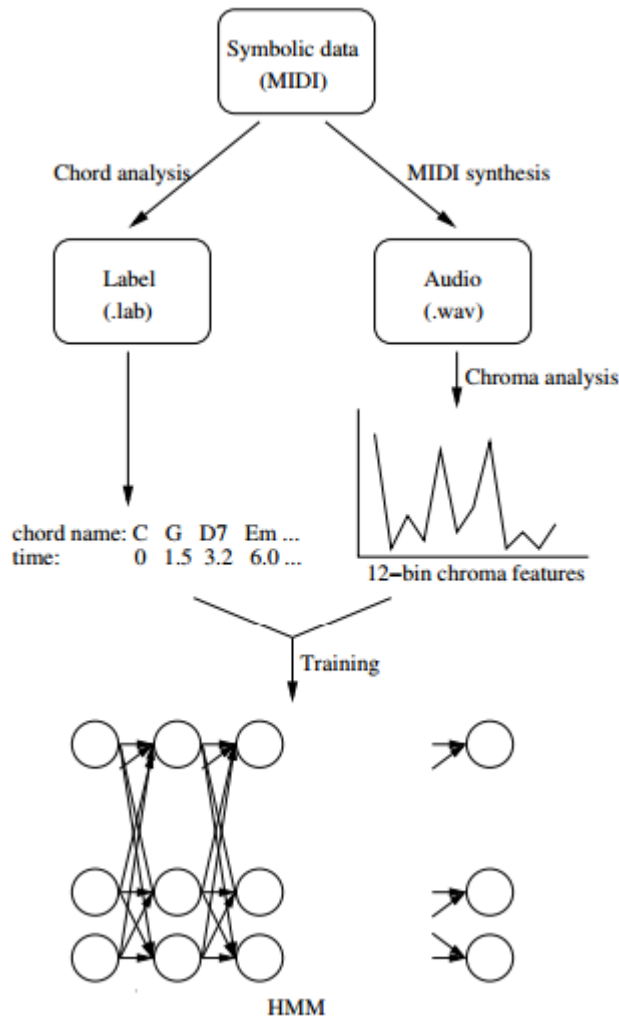 Symbolic data
(MIDI)
Chord analysis
MIDI synthesis
Label
(.lab)
Audio
(.wav)
Chroma analysis
chord name: C G D7 Em ...
time: 0 1.5 3.2 6.0 ...
12-bin chroma features
Training
HMM